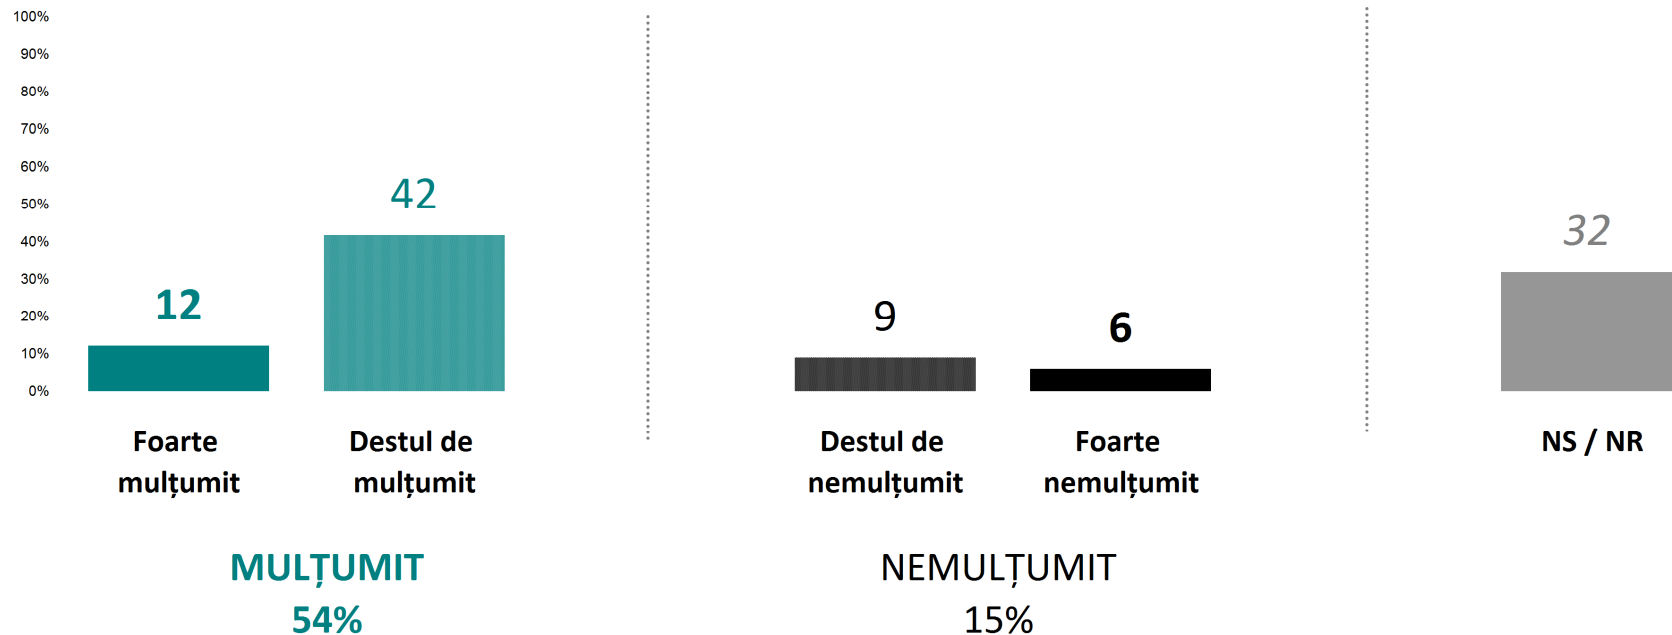 100%
90%
80%
70%
60%
50%
40%
30%
20%
10%
0%
12
42
9
6
32
Foarte
mulțumit
Destul de
mulțumit
Destul de
nemulțumit
Foarte
nemulțumit
NS / NR
MULȚUMIT
54%
NEMULȚUMIT
15%